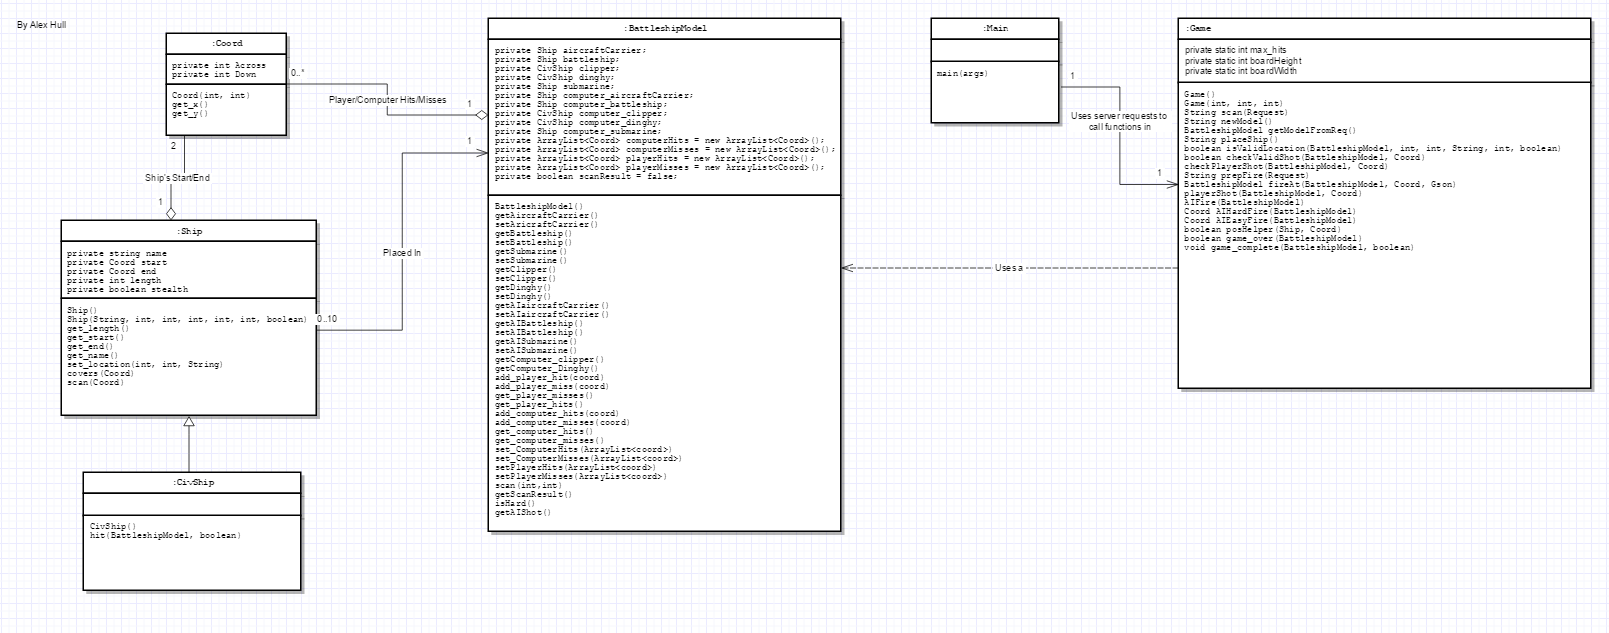 By Alex Hull
:Coord
private int Across
private int Down
Coord(int, int)
get_x()
get_y()
0..*
Player/Computer Hits/Misses
1
2
Ship's Start/End
1
:Ship
private string name
private Coord start
private Coord end
private int length
private boolean stealth
Ship()
Ship(String, int, int, int, int, int, boolean)
get_length()
get_start()
get_end()
get_name()
set_location(int, int, String)
covers(Coord)
scan(Coord)
0..10
Placed In
1
:CivShip
CivShip()
hit(BattleshipModel, boolean)
:BattleshipModel
private Ship aircraftCarrier;
private Ship battleship;
private CivShip clipper;
private CivShip dinghy;
private Ship submarine;
private Ship computer_aircraftCarrier;
private Ship computer_battleship;
private CivShip computer_clipper;
private CivShip computer_dinghy;
private Ship computer_submarine;
private ArrayList<Coord> computerHits = new ArrayList<Coord>();
private ArrayList<Coord> computerMisses = new ArrayList<Coord>();
private ArrayList<Coord> playerHits = new ArrayList<Coord>();
private ArrayList<Coord> playerMisses = new ArrayList<Coord>();
private boolean scanResult = false;
BattleshipModel()
getAircraftCarrier()
setAricraftCarrier()
getBattleship()
setBattleship()
getSubmarine()
setSubmarine()
getClipper()
setClipper()
getDinghy()
setDinghy()
getAIaircraftCarrier()
setAIaircraftCarrier()
getAIBattleship()
setAIBattleship()
getAISubmarine()
setAISubmarine()
getComputer_clipper()
getComputer_Dinghy()
add_player_hit(coord)
add_player_miss(coord)
get_player_misses()
get_player_hits()
add_computer_hits(coord)
add_computer_misses(coord)
get_computer_hits()
get_computer_misses()
set_ComputerHits(ArrayList<coord>)
set_ComputerMisses(ArrayList<coord>)
setPlayerHits(ArrayList<coord>)
setPlayerMisses(ArrayList<coord>)
scan(int,int)
getScanResult()
isHard()
getAIShot()
:Main
main(args)
1
Uses server requests to
call functions in
1
Uses a
:Game
private static int max_hits
private static int boardHeight
private static int boardWidth
Game()
Game(int, int, int)
String scan(Request)
String newModel()
BattleshipModel getModelFromReq()
String placeShip()
boolean isValidLocation(BattleshipModel, int, int, String, int, boolean)
boolean checkValidShot(BattleshipModel, Coord)
checkPlayerShot(BattleshipModel, Coord)
String prepFire(Request)
BattleshipModel fireAt(BattleshipModel, Coord, Gson)
playerShot(BattleshipModel, Coord)
AIFire(BattleshipModel)
Coord AIHardFire(BattleshipModel)
Coord AIEasyFire(BattleshipModel)
boolean posHelper(Ship, Coord)
boolean game_over(BattleshipModel)
void game_complete(BattleshipModel, boolean)